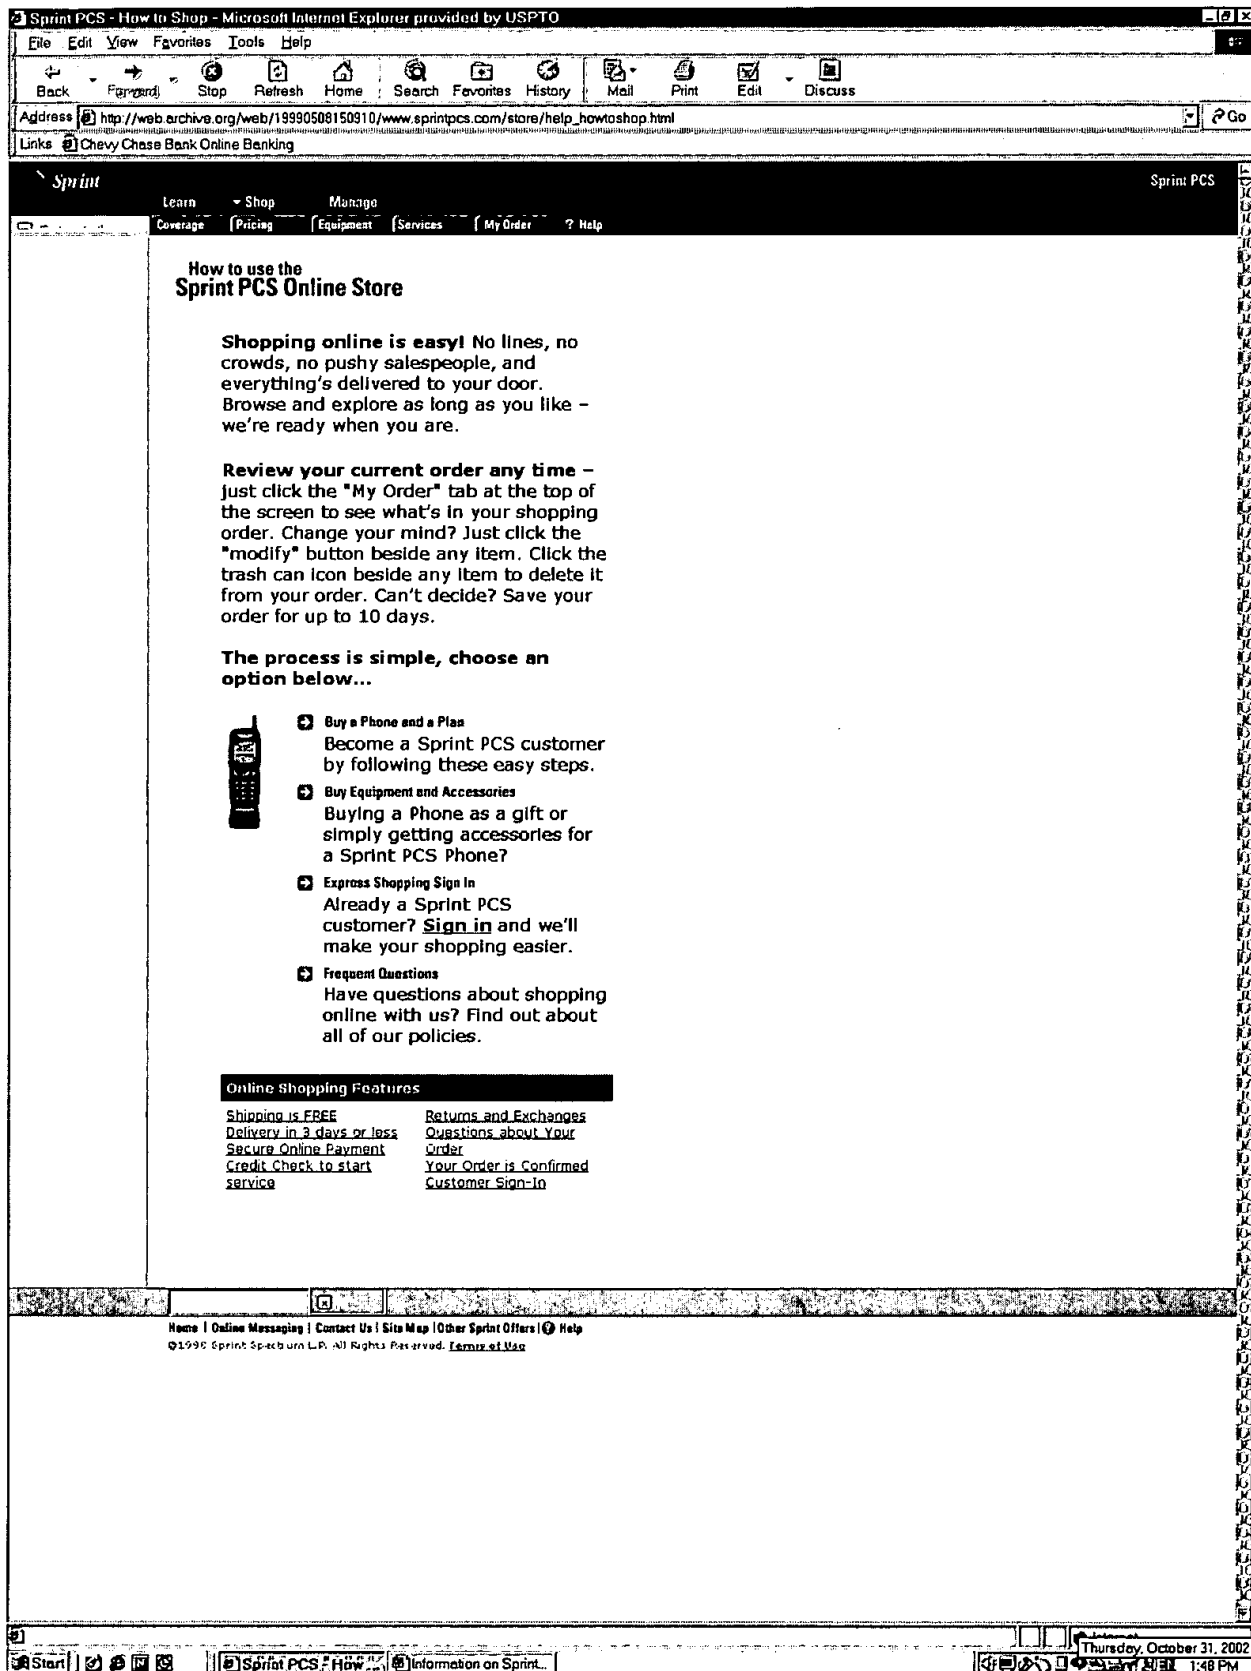 Sprint PCS - How to Shop - Microsoft Internet Explorer provided by USPTO
File Edit View Favorites Tools Help
Back Forward Stop Refresh Home Search Favorites History Mail Print Edit Discuss
Address http://web.archive.org/web/19990508150910/www.sprintpcs.com/store/help_howtoshop.html Go
Links Chevy Chase Bank Online Banking
Sprint Sprint PCS
Learn Shop Manage
Coverage Pricing Equipment Services My Order ? Help
How to use the
Sprint PCS Online Store
Shopping online is easy! No lines, no
crowds, no pushy salespeople, and
everything's delivered to your door.
Browse and explore as long as you like –
we're ready when you are.
Review your current order any time –
just click the "My Order" tab at the top of
the screen to see what's in your shopping
order. Change your mind? Just click the
"modify" button beside any item. Click the
trash can icon beside any item to delete it
from your order. Can't decide? Save your
order for up to 10 days.
The process is simple, choose an
option below...
Buy a Phone and a Plan
Become a Sprint PCS customer
by following these easy steps.
Buy Equipment and Accessories
Buying a Phone as a gift or
simply getting accessories for
a Sprint PCS Phone?
Express Shopping Sign In
Already a Sprint PCS
customer? Sign in and we'll
make your shopping easier.
Frequent Questions
Have questions about shopping
online with us? Find out about
all of our policies.
Online Shopping Features
Shipping is FREE
Delivery in 3 days or less
Secure Online Payment
Credit Check to start
service
Returns and Exchanges
Questions about Your
Order
Your Order is Confirmed
Customer Sign-In
Home | Online Messaging | Contact Us | Site Map | Other Sprint Offers | Help
Sprint Spectrum L.P. All Rights Reserved. Terms of Use
Internet
Thursday, October 31, 2002
Start Sprint PCS - How ... Information on Sprint... 1:48 PM